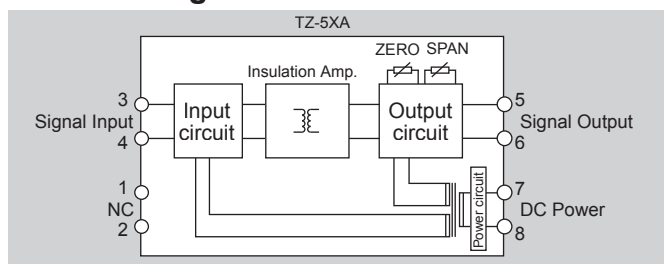 TZ-5XA
ZERO SPAN
Insulation Amp.
3
Signal Input
4
Input
circuit
Output
circuit
5
Signal Output
6
1
NC
2
Power circuit
7
DC Power
8